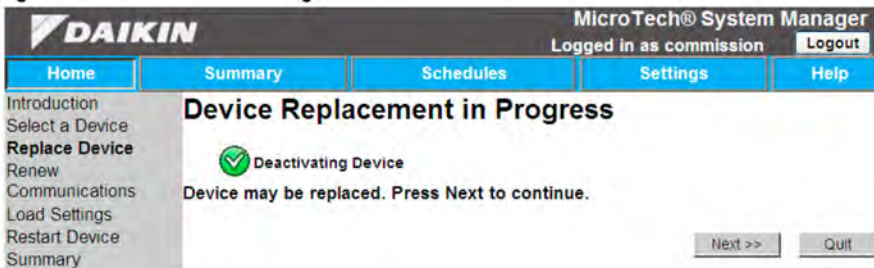 DAIKIN
MicroTech® System Manager
Logged in as commission Logout
Home Summary Schedules Settings Help
Introduction
Select a Device
Replace Device
Renew
Communications
Load Settings
Restart Device
Summary
Device Replacement in Progress
Deactivating Device
Device may be replaced. Press Next to continue.
Next >> Quit